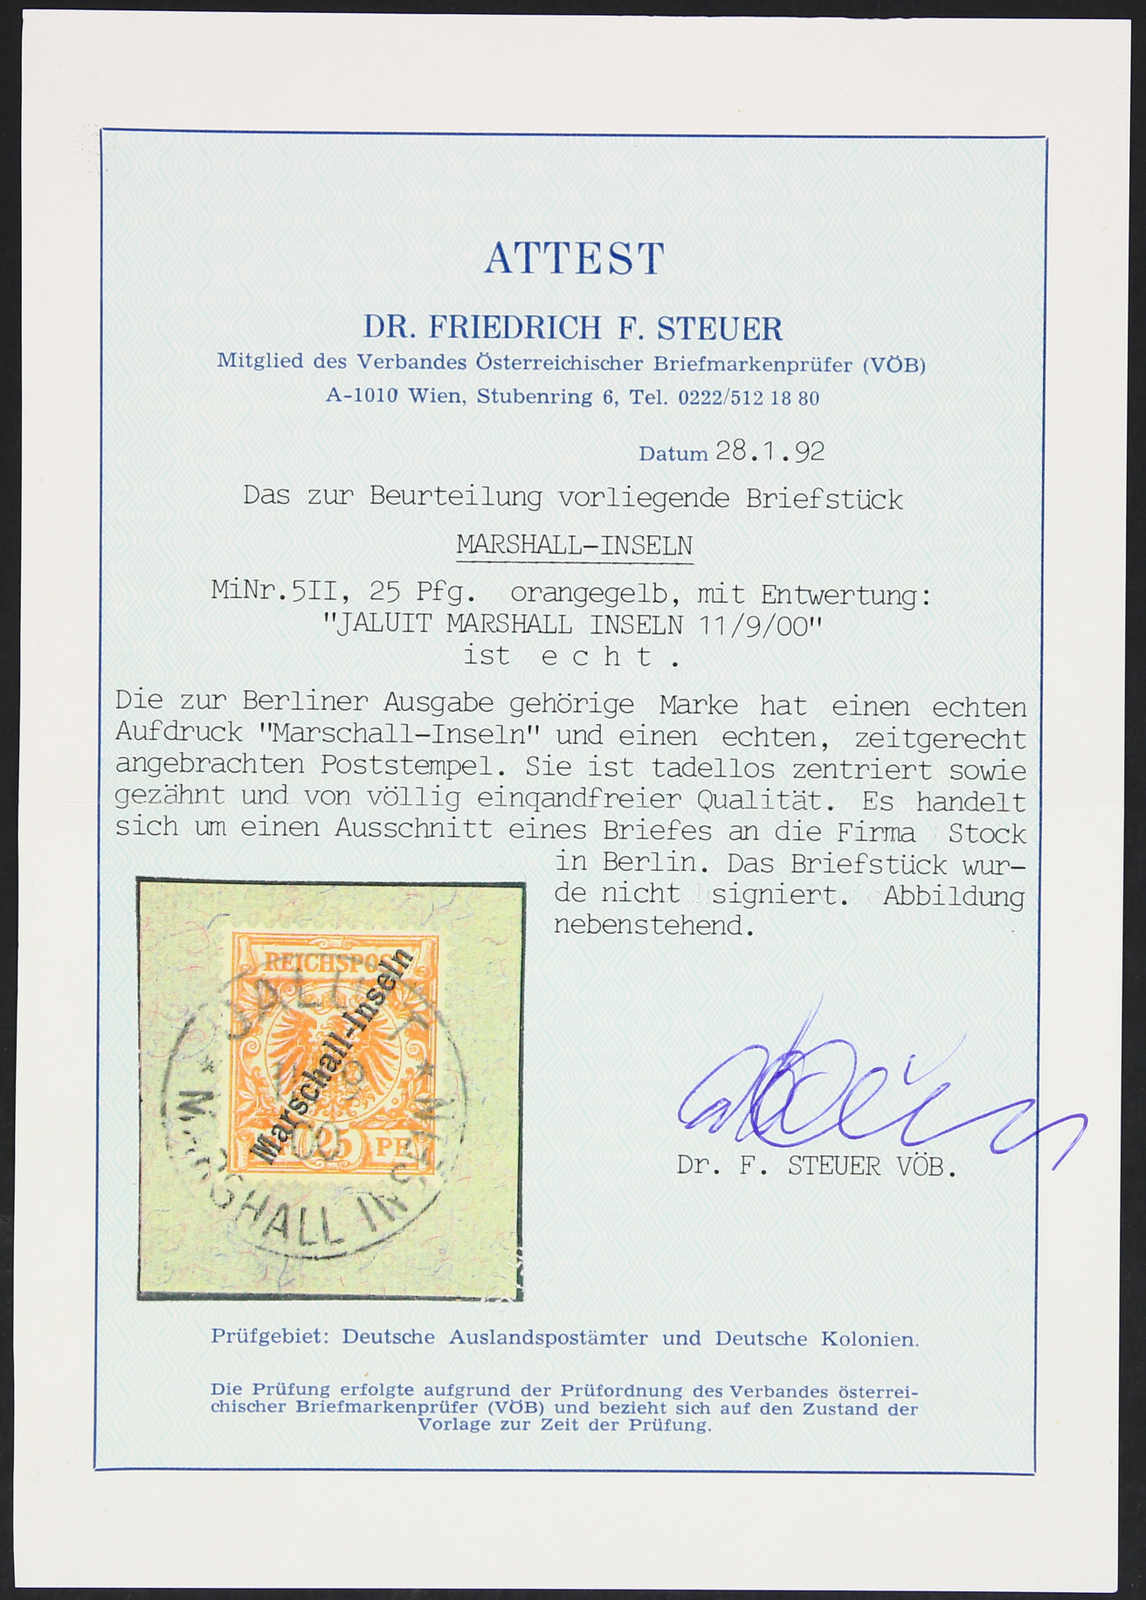 ATTEST
DR. FRIEDRICH F. STEUER
Mitglied des Verbandes Österreichischer Briefmarkenprüfer (VÖB)
A-1010 Wien, Stubenring 6, Tel. 0222/512 18 80
Datum 28.1.92
Das zur Beurteilung vorliegende Briefstück
MARSHALL-INSELN
MiNr.5II, 25 Pfg. orangegelb, mit Entwertung:
"JALUIT MARSHALL INSELN 11/9/00"
ist e c h t .
Die zur Berliner Ausgabe gehörige Marke hat einen echten
Aufdruck "Marschall-Inseln" und einen echten, zeitgerecht
angebrachten Poststempel. Sie ist tadellos zentriert sowie
gezähnt und von völlig einqandfreier Qualität. Es handelt
sich um einen Ausschnitt eines Briefes an die Firma Stock
in Berlin. Das Briefstück wur-
de nicht signiert. Abbildung
nebenstehend.
REICHSPOST
Marschall-Inseln
25 PF
JALUIT
* MARSHALL INSELN *
Dr. F. STEUER VÖB.
Prüfgebiet: Deutsche Auslandspostämter und Deutsche Kolonien.
Die Prüfung erfolgte aufgrund der Prüfordnung des Verbandes österrei-
chischer Briefmarkenprüfer (VÖB) und bezieht sich auf den Zustand der
Vorlage zur Zeit der Prüfung.